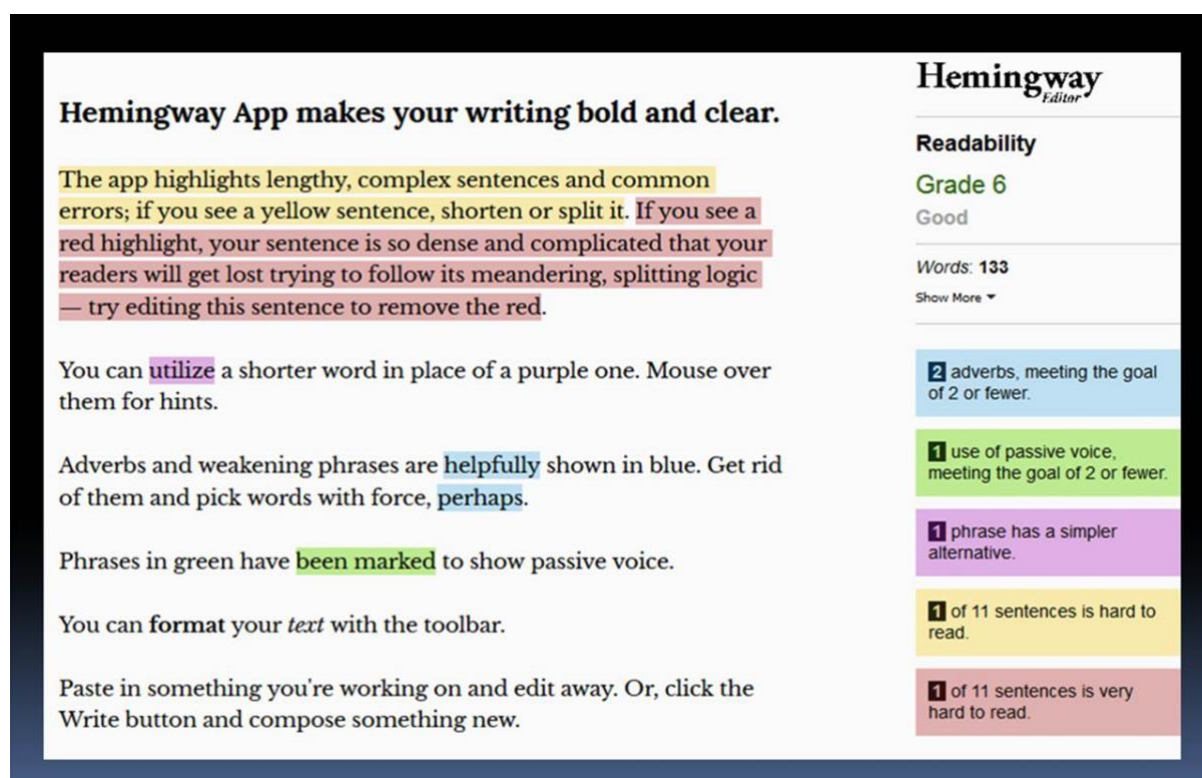 Hemingway App makes your writing bold and clear.
The app highlights lengthy, complex sentences and common
errors; if you see a yellow sentence, shorten or split it. If you see a
red highlight, your sentence is so dense and complicated that your
readers will get lost trying to follow its meandering, splitting logic
— try editing this sentence to remove the red.
You can utilize a shorter word in place of a purple one. Mouse over
them for hints.
Adverbs and weakening phrases are helpfully shown in blue. Get rid
of them and pick words with force, perhaps.
Phrases in green have been marked to show passive voice.
You can format your text with the toolbar.
Paste in something you're working on and edit away. Or, click the
Write button and compose something new.
Hemingway
Editor
Readability
Grade 6
Good
Words: 133
Show More ▾
2 adverbs, meeting the goal
of 2 or fewer.
1 use of passive voice,
meeting the goal of 2 or fewer.
1 phrase has a simpler
alternative.
1 of 11 sentences is hard to
read.
1 of 11 sentences is very
hard to read.